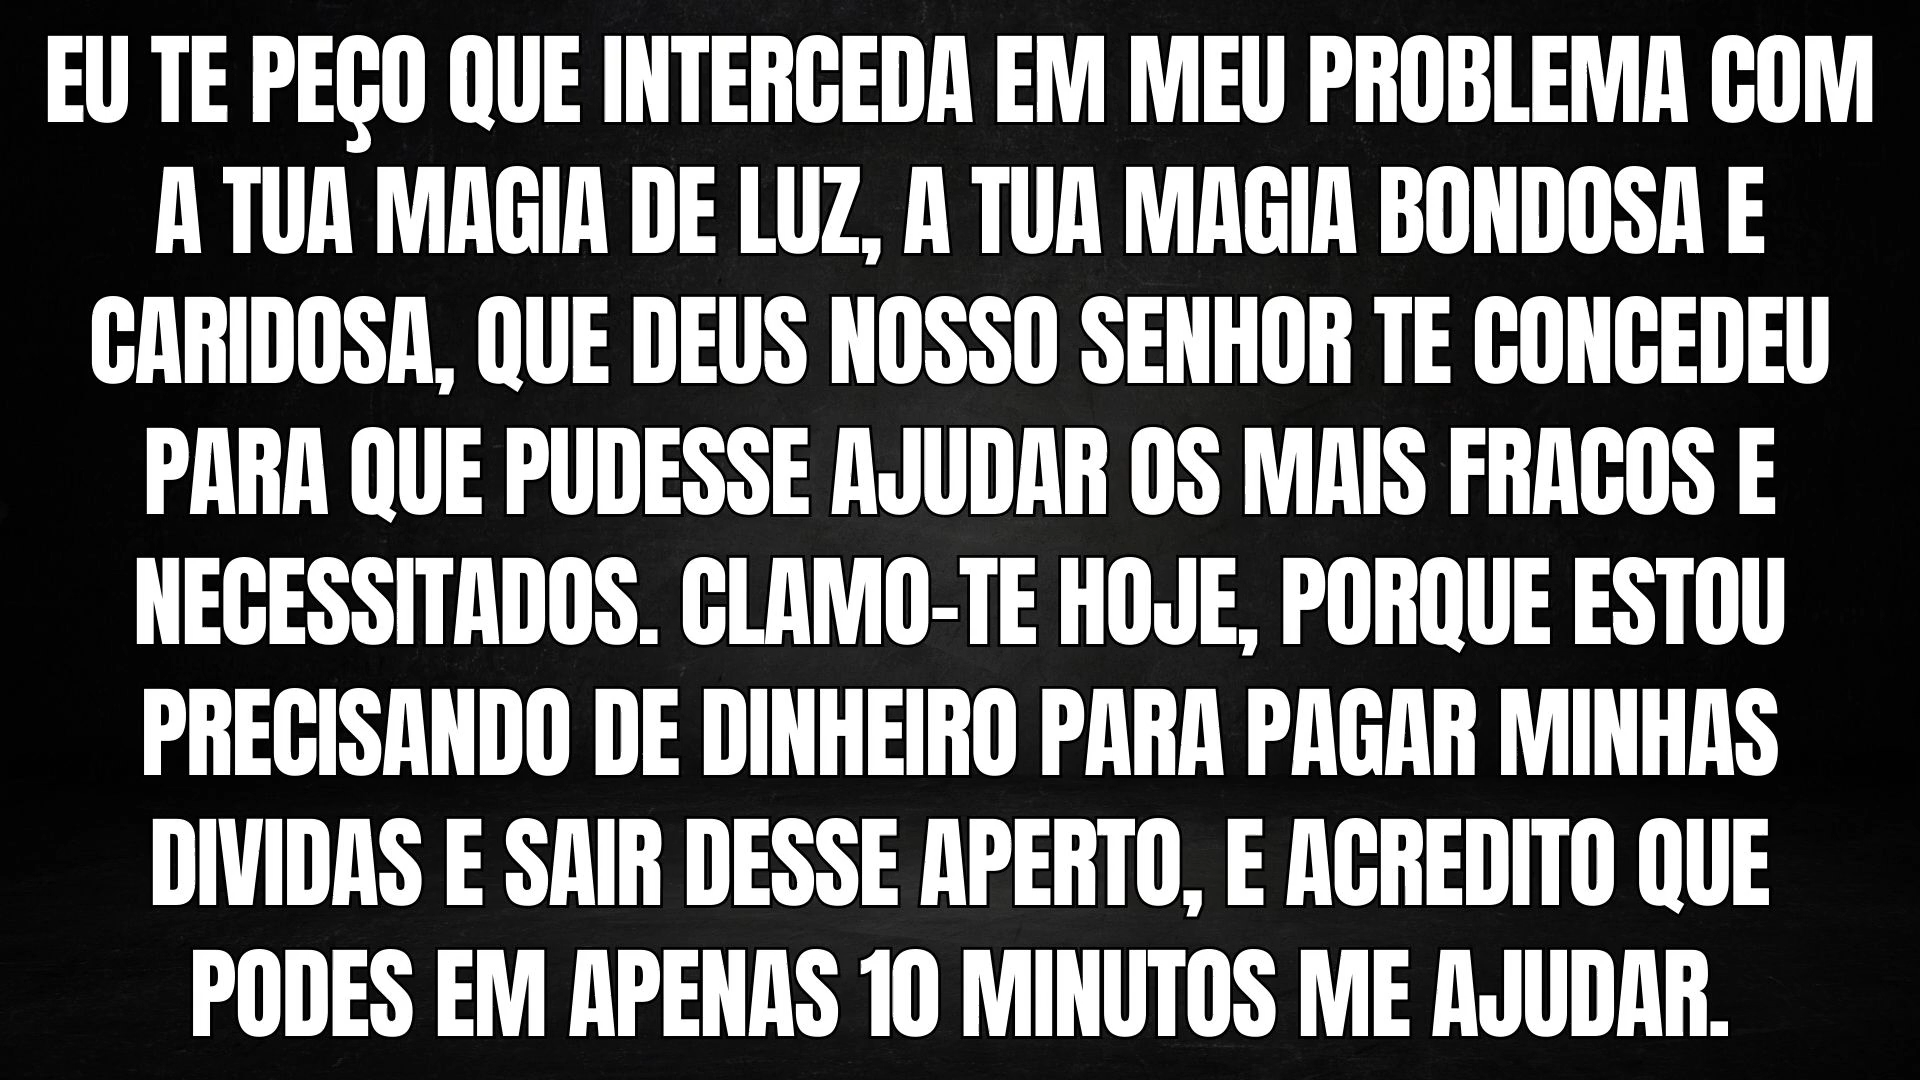 EU TE PEÇO QUE INTERCEDA EM MEU PROBLEMA COM
A TUA MAGIA DE LUZ, A TUA MAGIA BONDOSA E
CARIDOSA, QUE DEUS NOSSO SENHOR TE CONCEDEU
PARA QUE PUDESSE AJUDAR OS MAIS FRACOS E
NECESSITADOS. CLAMO-TE HOJE, PORQUE ESTOU
PRECISANDO DE DINHEIRO PARA PAGAR MINHAS
DIVIDAS E SAIR DESSE APERTO, E ACREDITO QUE
PODES EM APENAS 10 MINUTOS ME AJUDAR.